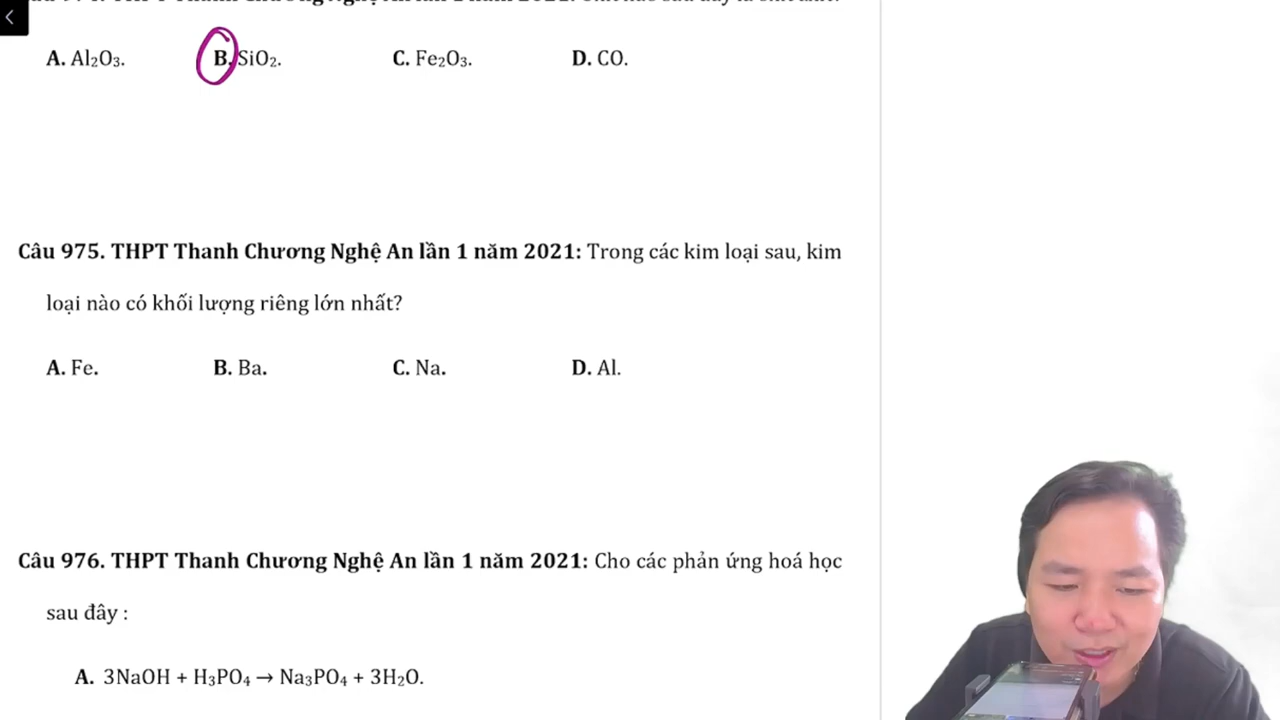 A. Al₂O₃. B. SiO₂. C. Fe₂O₃. D. CO.
Câu 975. THPT Thanh Chương Nghệ An lần 1 năm 2021: Trong các kim loại sau, kim
loại nào có khối lượng riêng lớn nhất?
A. Fe. B. Ba. C. Na. D. Al.
Câu 976. THPT Thanh Chương Nghệ An lần 1 năm 2021: Cho các phản ứng hoá học
sau đây :
A. 3NaOH + H₃PO₄ → Na₃PO₄ + 3H₂O.